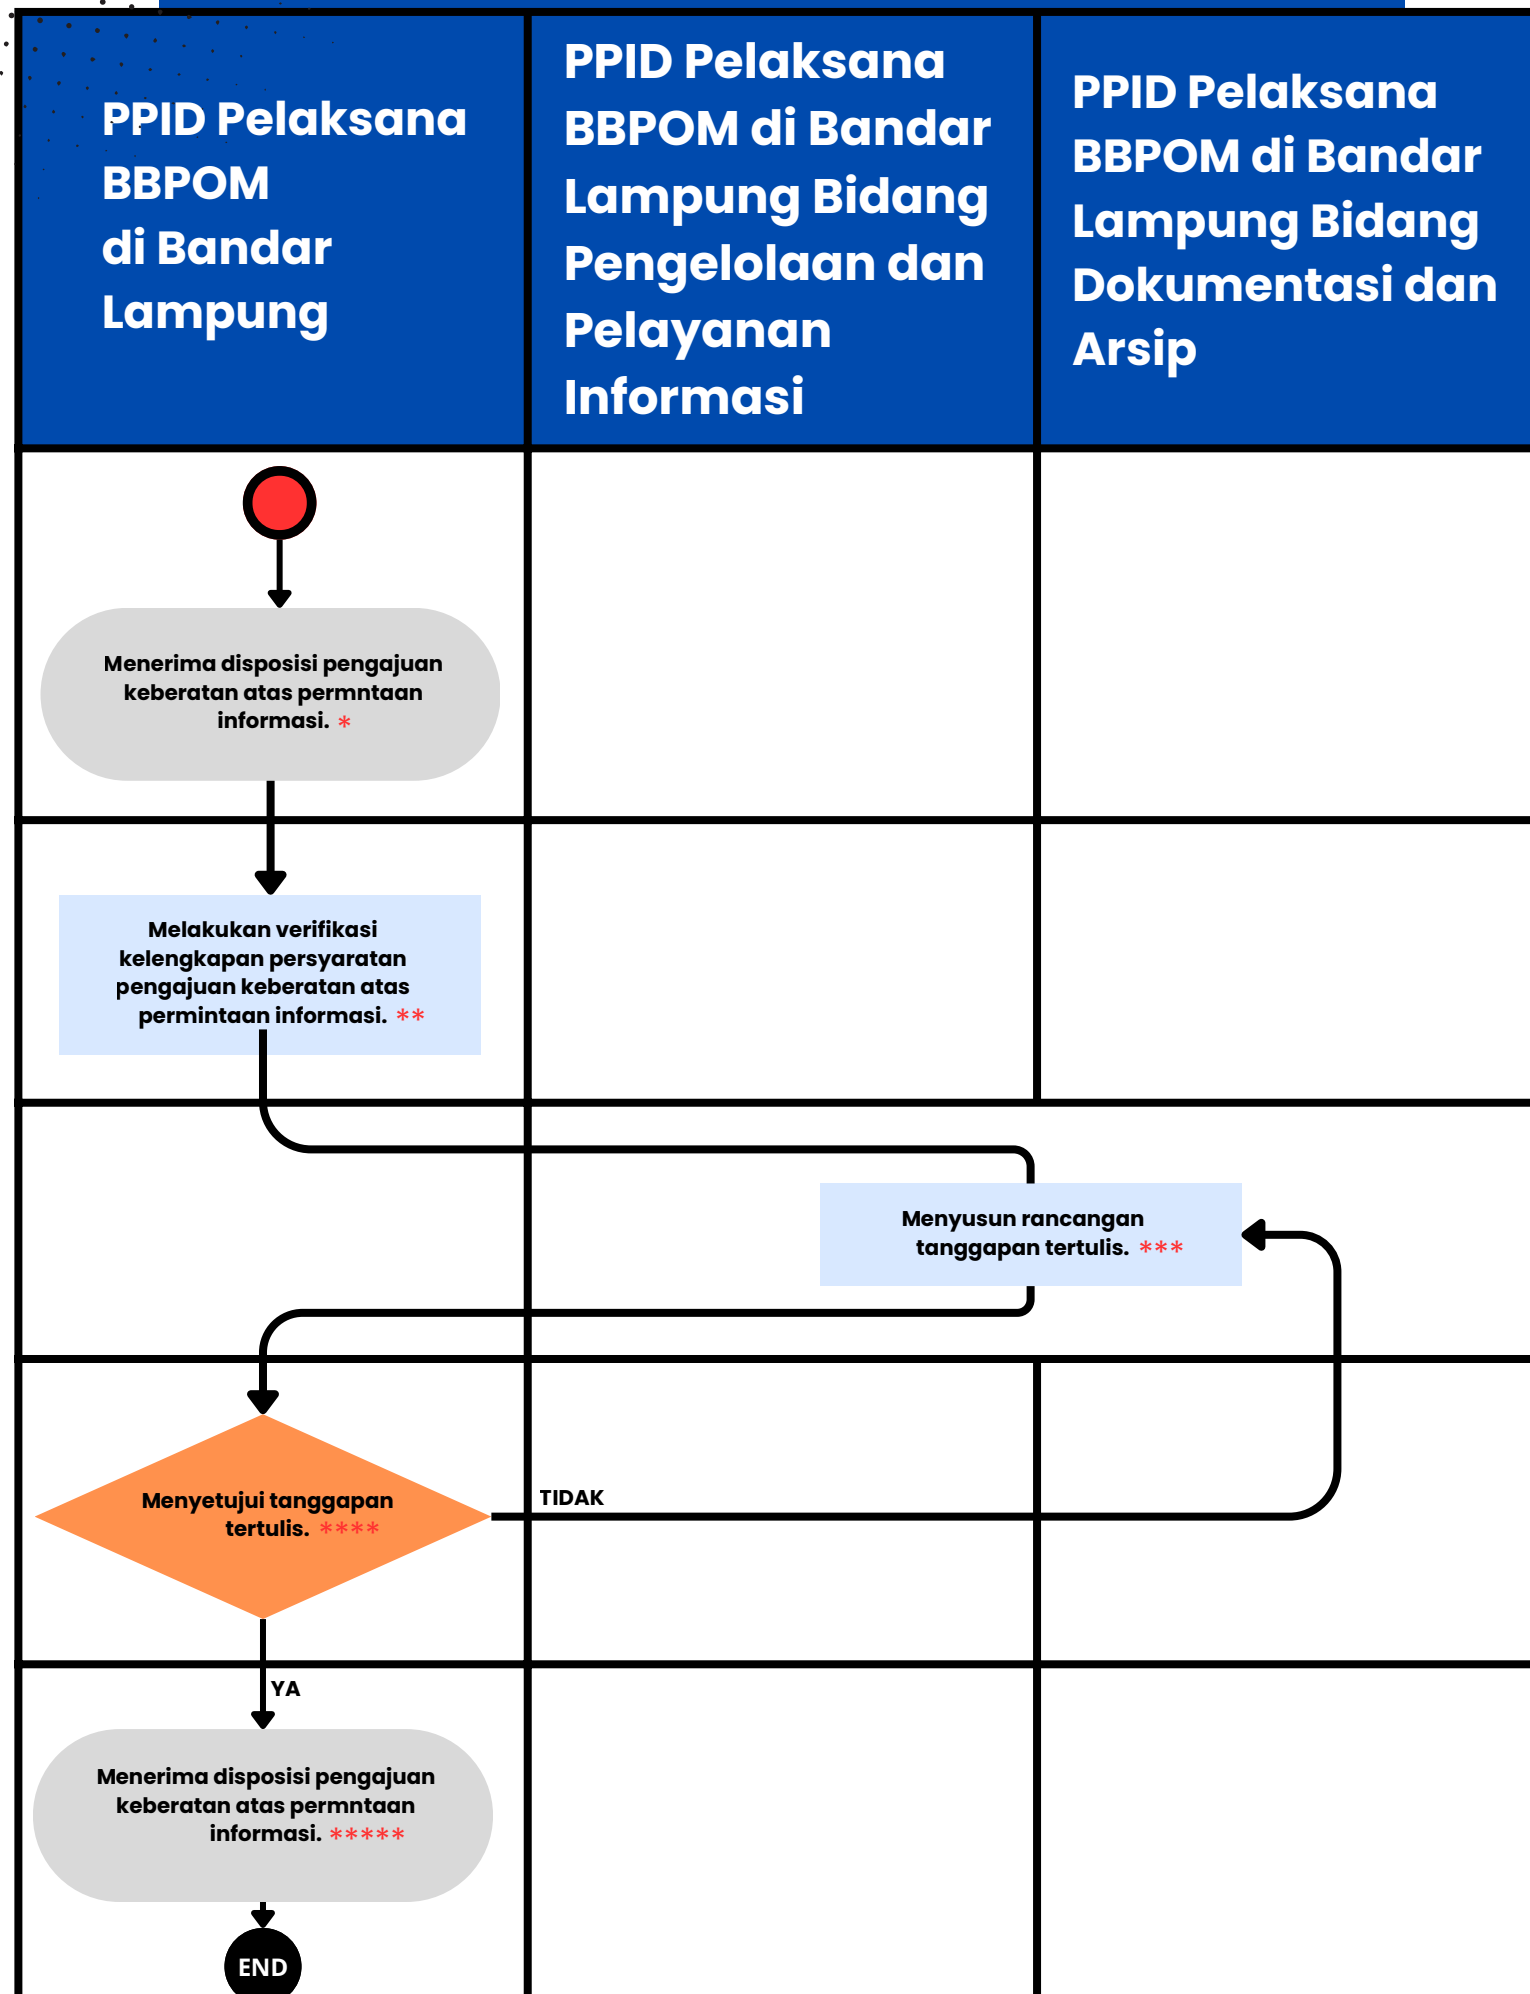 PPID Pelaksana
BBPOM
di Bandar
Lampung
PPID Pelaksana
BBPOM di Bandar
Lampung Bidang
Pengelolaan dan
Pelayanan
Informasi
PPID Pelaksana
BBPOM di Bandar
Lampung Bidang
Dokumentasi dan
Arsip
Menerima disposisi pengajuan
keberatan atas permntaan
informasi. *
Melakukan verifikasi
kelengkapan persyaratan
pengajuan keberatan atas
permintaan informasi. **
Menyusun rancangan
tanggapan tertulis. ***
Menyetujui tanggapan
tertulis. ****
TIDAK
YA
Menerima disposisi pengajuan
keberatan atas permntaan
informasi. *****
END